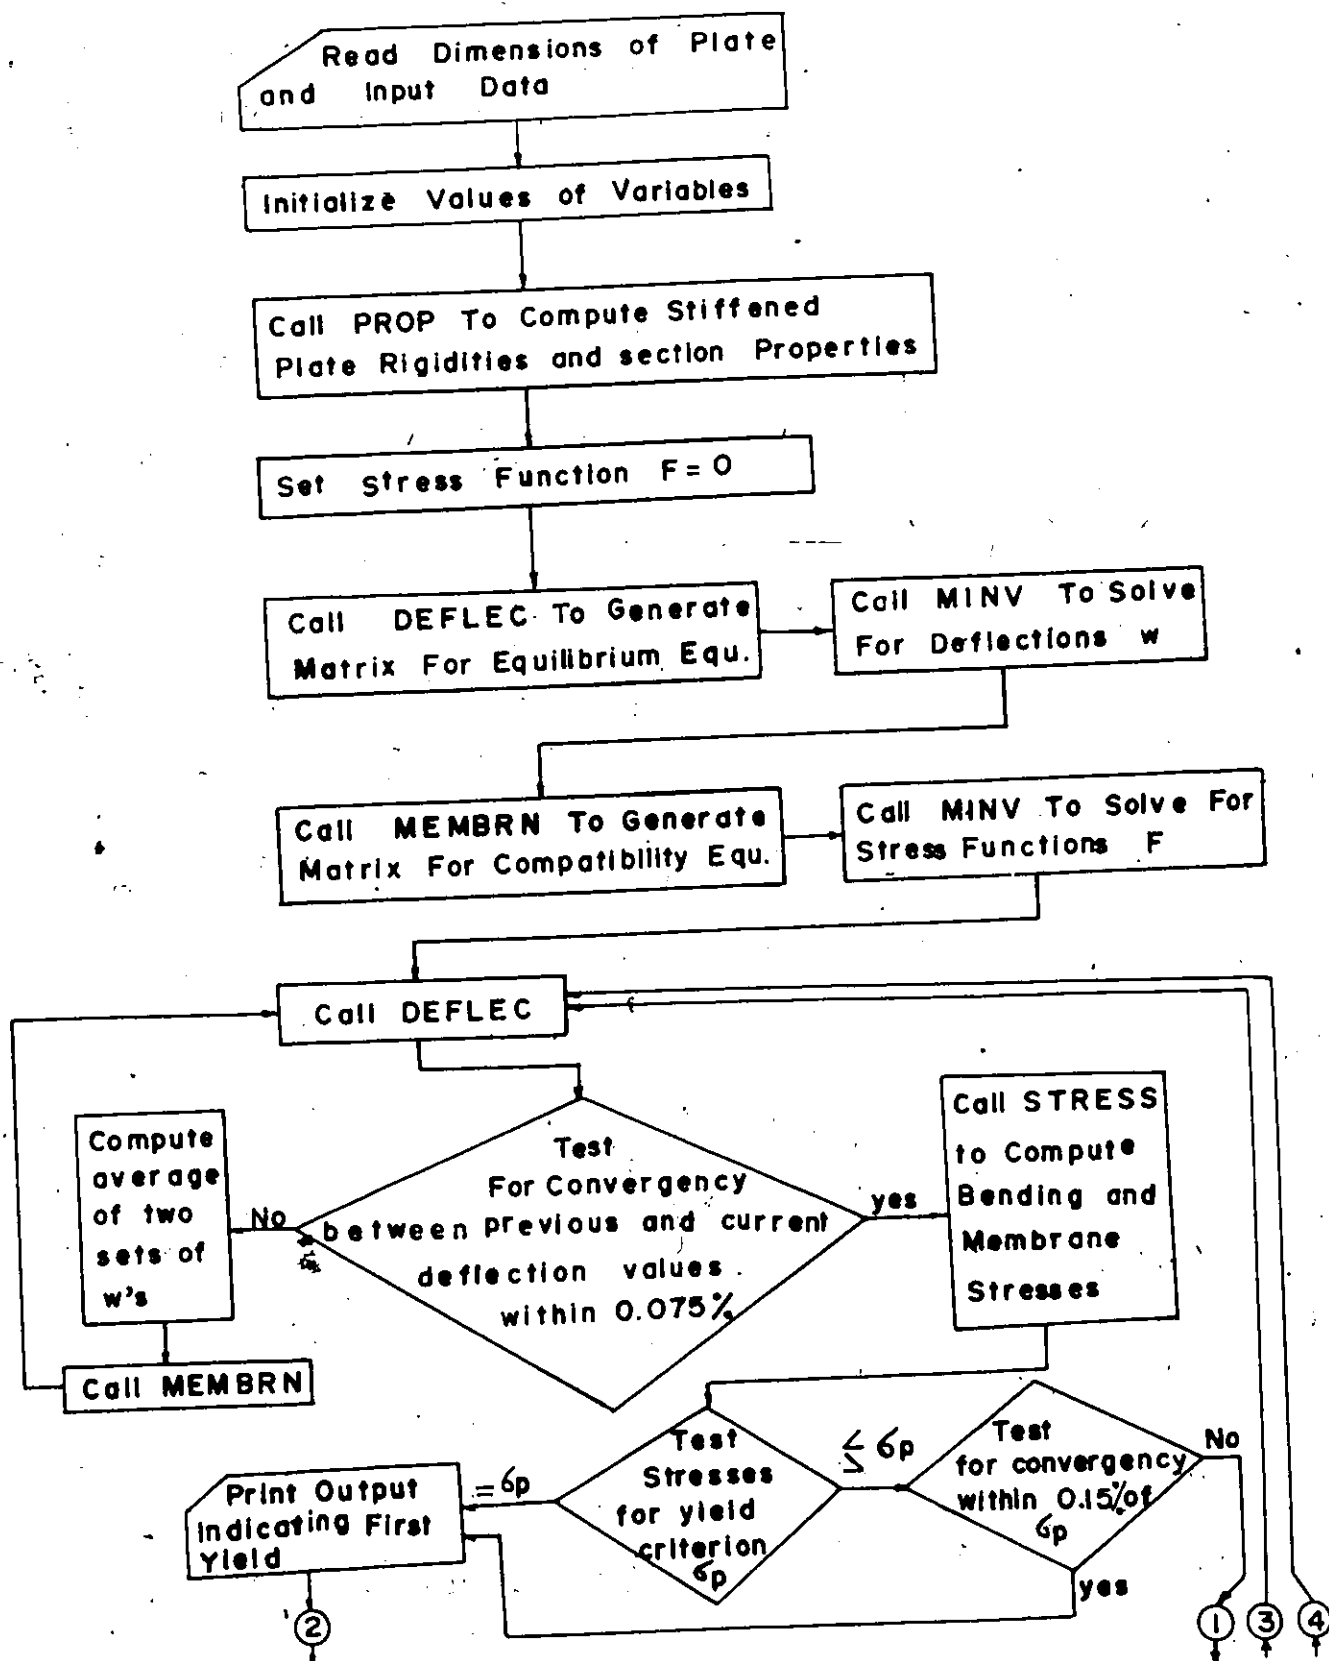 Read Dimensions of Plate
and Input Data
Initialize Values of Variables
Call PROP To Compute Stiffened
Plate Rigidities and section Properties
Set Stress Function F = 0
Call DEFLEC To Generate
Matrix For Equilibrium Equ.
Call MINV To Solve
For Deflections w
Call MEMBRN To Generate
Matrix For Compatibility Equ.
Call MINV To Solve For
Stress Functions F
Call DEFLEC
Compute
average
of two
sets of
w's
No
Test
For Convergency
between previous and current
deflection values
within 0.075%
yes
Call STRESS
to Compute
Bending and
Membrane
Stresses
Call MEMBRN
Print Output
Indicating First
Yield
= σp
Test
Stresses
for yield
criterion
σp
≤
> σp
Test
for convergency
within 0.15% of
σp
No
yes
2
1
3
4